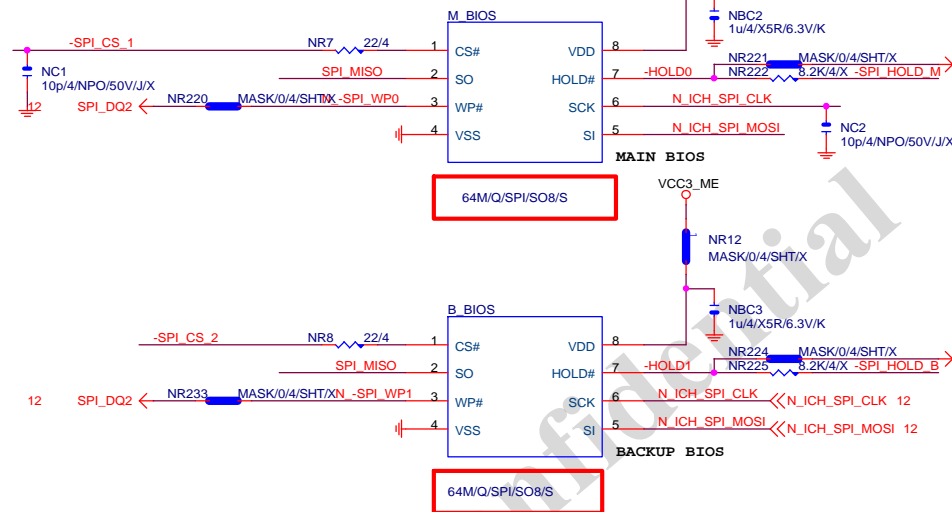 M_BIOS
NBC2
1u/4/X5R/6.3V/K
-SPI_CS_1
NR7 22/4
1 CS# VDD 8
NR221 MASK/0/4/SHT/X
NC1
10p/4/NPO/50V/J/X
SPI_MISO
2 SO HOLD# 7
-HOLD0
NR222 8.2K/4/X -SPI_HOLD_M
12 SPI_DQ2
NR220 MASK/0/4/SHT/X N_-SPI_WP0
3 WP# SCK 6
N_ICH_SPI_CLK
4 VSS SI 5
N_ICH_SPI_MOSI
NC2
10p/4/NPO/50V/J/X
MAIN BIOS
64M/Q/SPI/SO8/S
VCC3_ME
NR12
MASK/0/4/SHT/X
B_BIOS
NBC3
1u/4/X5R/6.3V/K
-SPI_CS_2
NR8 22/4
1 CS# VDD 8
NR224 MASK/0/4/SHT/X
SPI_MISO
2 SO HOLD# 7
-HOLD1
NR225 8.2K/4/X -SPI_HOLD_B
12 SPI_DQ2
NR233 MASK/0/4/SHT/X N_-SPI_WP1
3 WP# SCK 6
N_ICH_SPI_CLK
N_ICH_SPI_CLK 12
4 VSS SI 5
N_ICH_SPI_MOSI
N_ICH_SPI_MOSI 12
BACKUP BIOS
64M/Q/SPI/SO8/S
nfidential